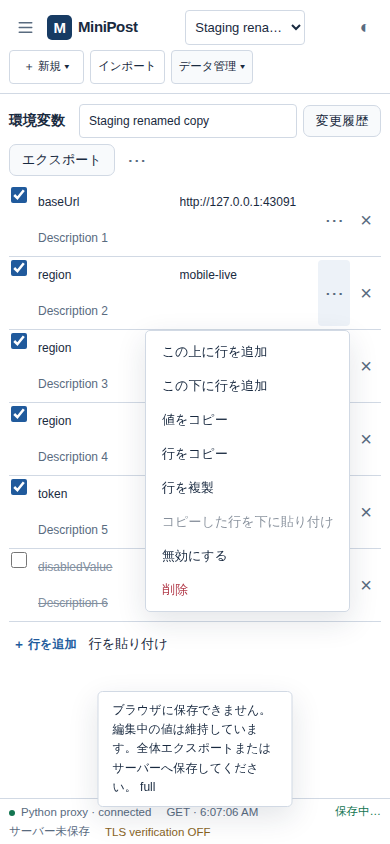 M MiniPost Staging rena…
＋ 新規 ▾ インポート データ管理 ▾
環境変数 Staging renamed copy 変更履歴
エクスポート ···
baseUrl http://127.0.0.1:43091
··· ×
Description 1
region mobile-live
··· ×
Description 2
region
×
Description 3
region
×
Description 4
token
×
Description 5
disabledValue
×
Description 6
この上に行を追加
この下に行を追加
値をコピー
行をコピー
行を複製
コピーした行を下に貼り付け
無効にする
削除
＋ 行を追加 行を貼り付け
ブラウザに保存できません。
編集中の値は維持していま
す。全体エクスポートまたは
サーバーへ保存してくださ
い。 full
Python proxy · connected GET · 6:07:06 AM 保存中…
サーバー未保存 TLS verification OFF